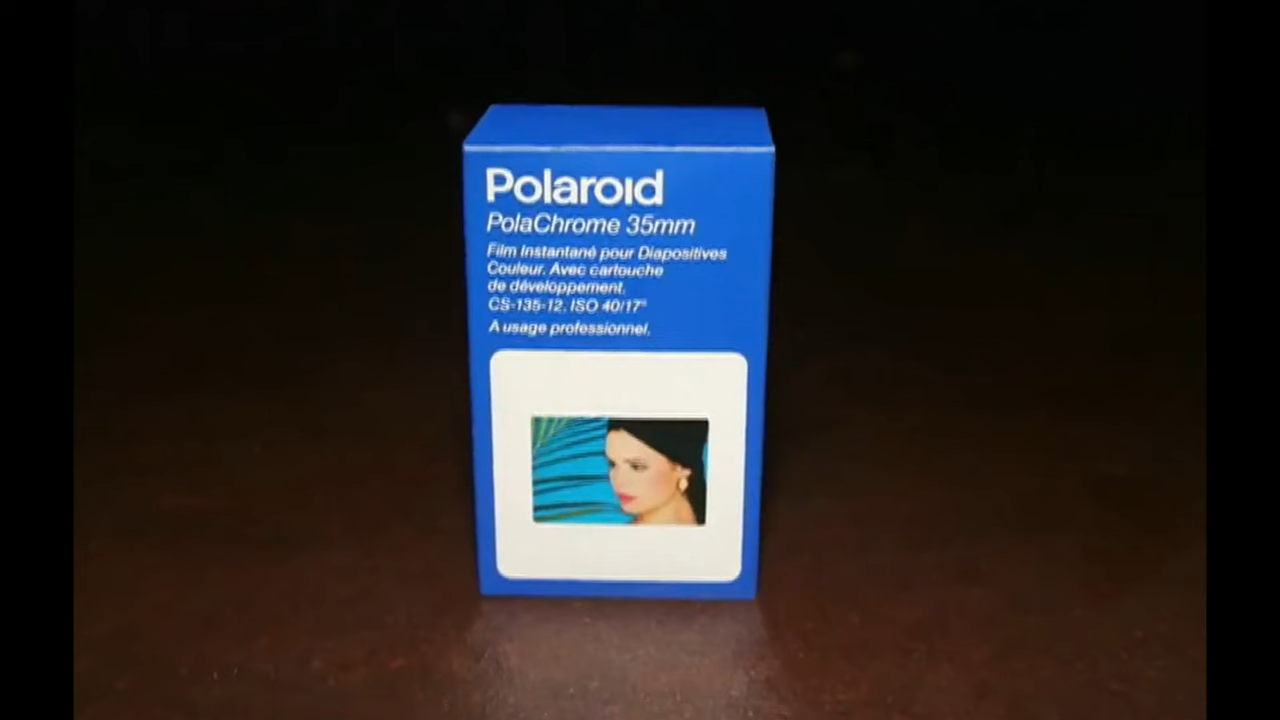 Polaroid
PolaChrome 35mm
Film Instantané pour Diapositives
Couleur. Avec cartouche
de développement.
CS-135-12. ISO 40/17°
A usage professionnel.